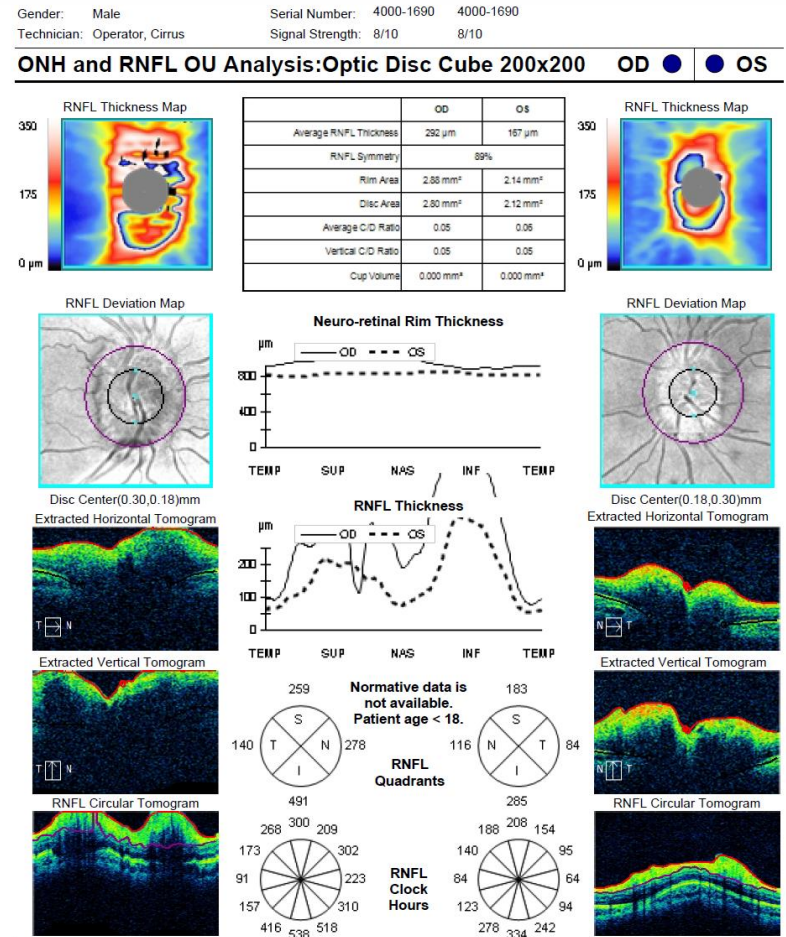 Gender: Male Serial Number: 4000-1690 4000-1690
Technician: Operator, Cirrus Signal Strength: 8/10 8/10
ONH and RNFL OU Analysis:Optic Disc Cube 200x200 OD OS
RNFL Thickness Map
350
175
0 µm
OD OS
Average RNFL Thickness 292 µm 167 µm
RNFL Symmetry 89%
Rim Area 2.88 mm² 2.14 mm²
Disc Area 2.80 mm² 2.12 mm²
Average C/D Ratio 0.05 0.06
Vertical C/D Ratio 0.05 0.05
Cup Volume 0.000 mm³ 0.000 mm³
RNFL Thickness Map
350
175
0 µm
RNFL Deviation Map
Disc Center(0.30,0.18)mm
Neuro-retinal Rim Thickness
µm
OD OS
800
400
0
TEMP SUP NAS INF TEMP
RNFL Deviation Map
Disc Center(0.18,0.30)mm
Extracted Horizontal Tomogram
T N
RNFL Thickness
µm
OD OS
200
100
0
TEMP SUP NAS INF TEMP
Extracted Horizontal Tomogram
N T
Extracted Vertical Tomogram
T N
Normative data is
not available.
Patient age < 18.
259
S
140 T N 278
I
491
RNFL
Quadrants
183
S
116 N T 84
I
285
Extracted Vertical Tomogram
N T
RNFL Circular Tomogram
300
268 209
173 302
91 223
157 310
416 518
538
RNFL
Clock
Hours
208
188 154
140 95
84 64
123 94
278 242
334
RNFL Circular Tomogram